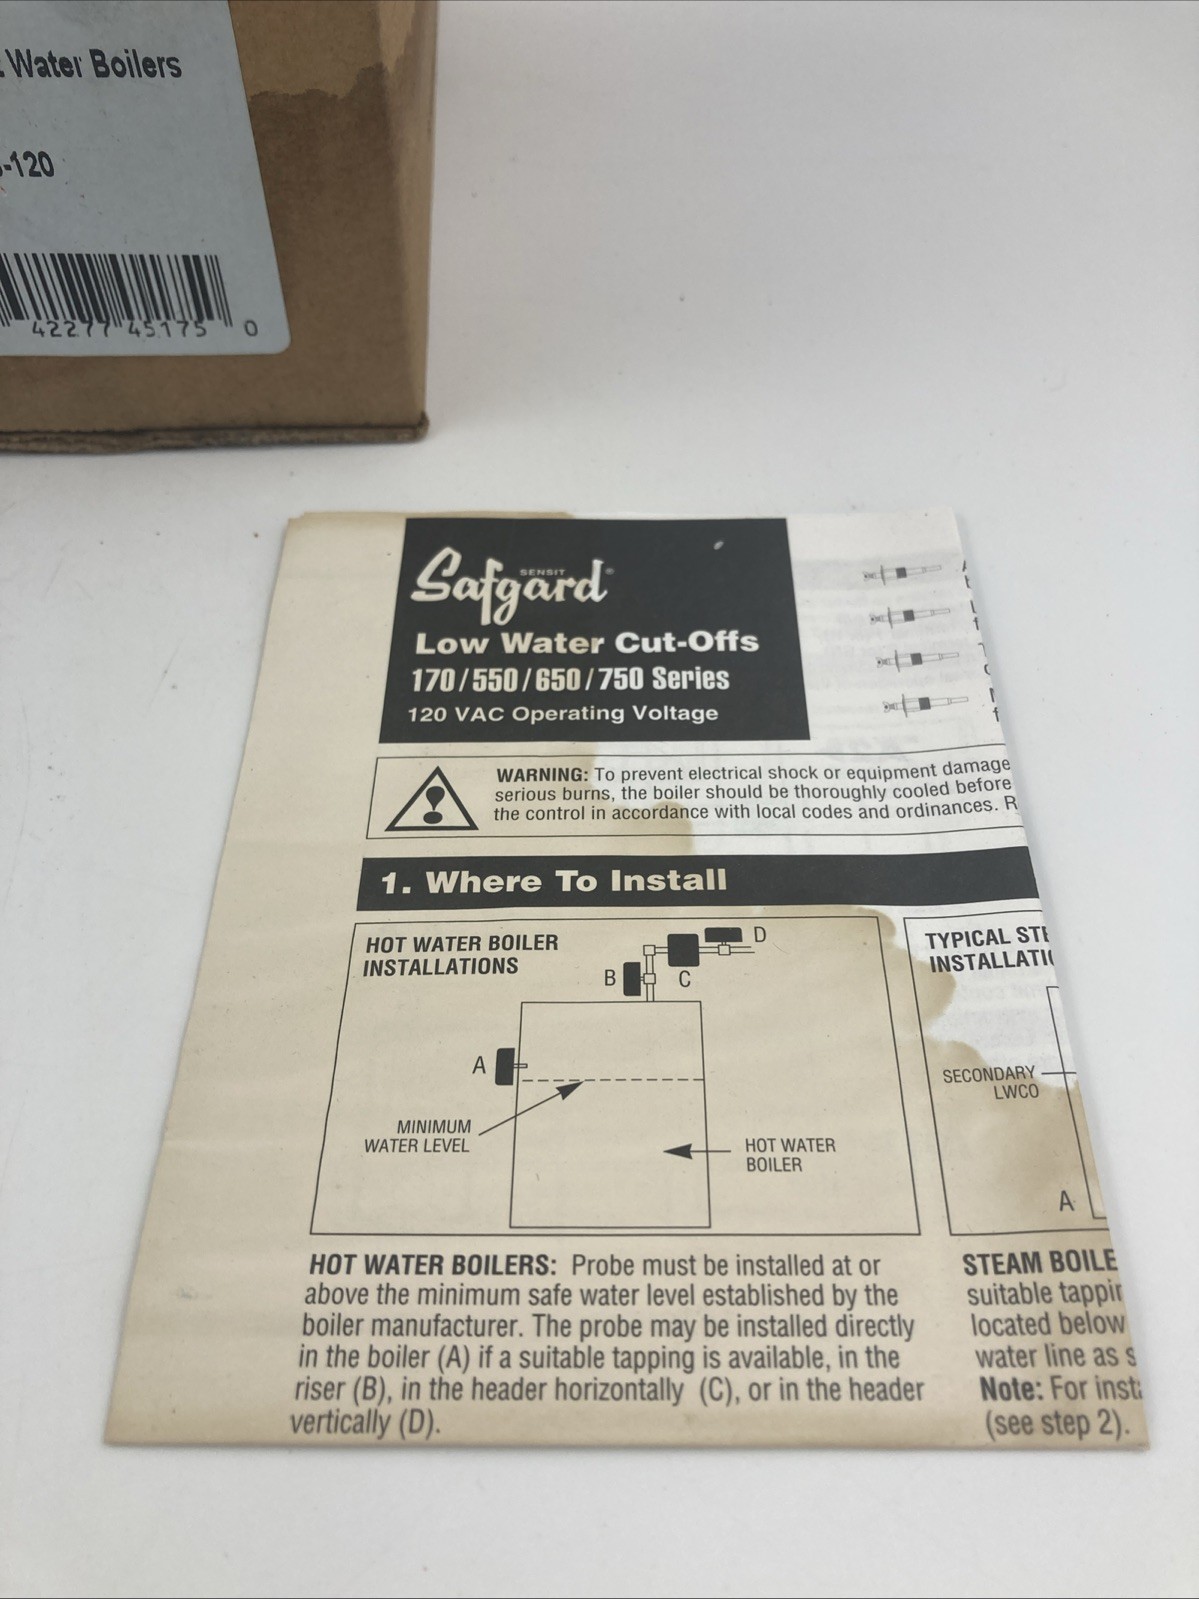 Water Boilers
-120
42277 45175 0
SENSIT
Safgard®
Low Water Cut-Offs
170/550/650/750 Series
120 VAC Operating Voltage
WARNING: To prevent electrical shock or equipment damage
serious burns, the boiler should be thoroughly cooled before
the control in accordance with local codes and ordinances. R
1. Where To Install
HOT WATER BOILER
INSTALLATIONS
A
B
C
D
MINIMUM
WATER LEVEL
HOT WATER
BOILER
TYPICAL STE
INSTALLATI
SECONDARY
LWCO
A
HOT WATER BOILERS: Probe must be installed at or
above the minimum safe water level established by the
boiler manufacturer. The probe may be installed directly
in the boiler (A) if a suitable tapping is available, in the
riser (B), in the header horizontally (C), or in the header
vertically (D).
STEAM BOILE
suitable tappin
located below
water line as s
Note: For insta
(see step 2).